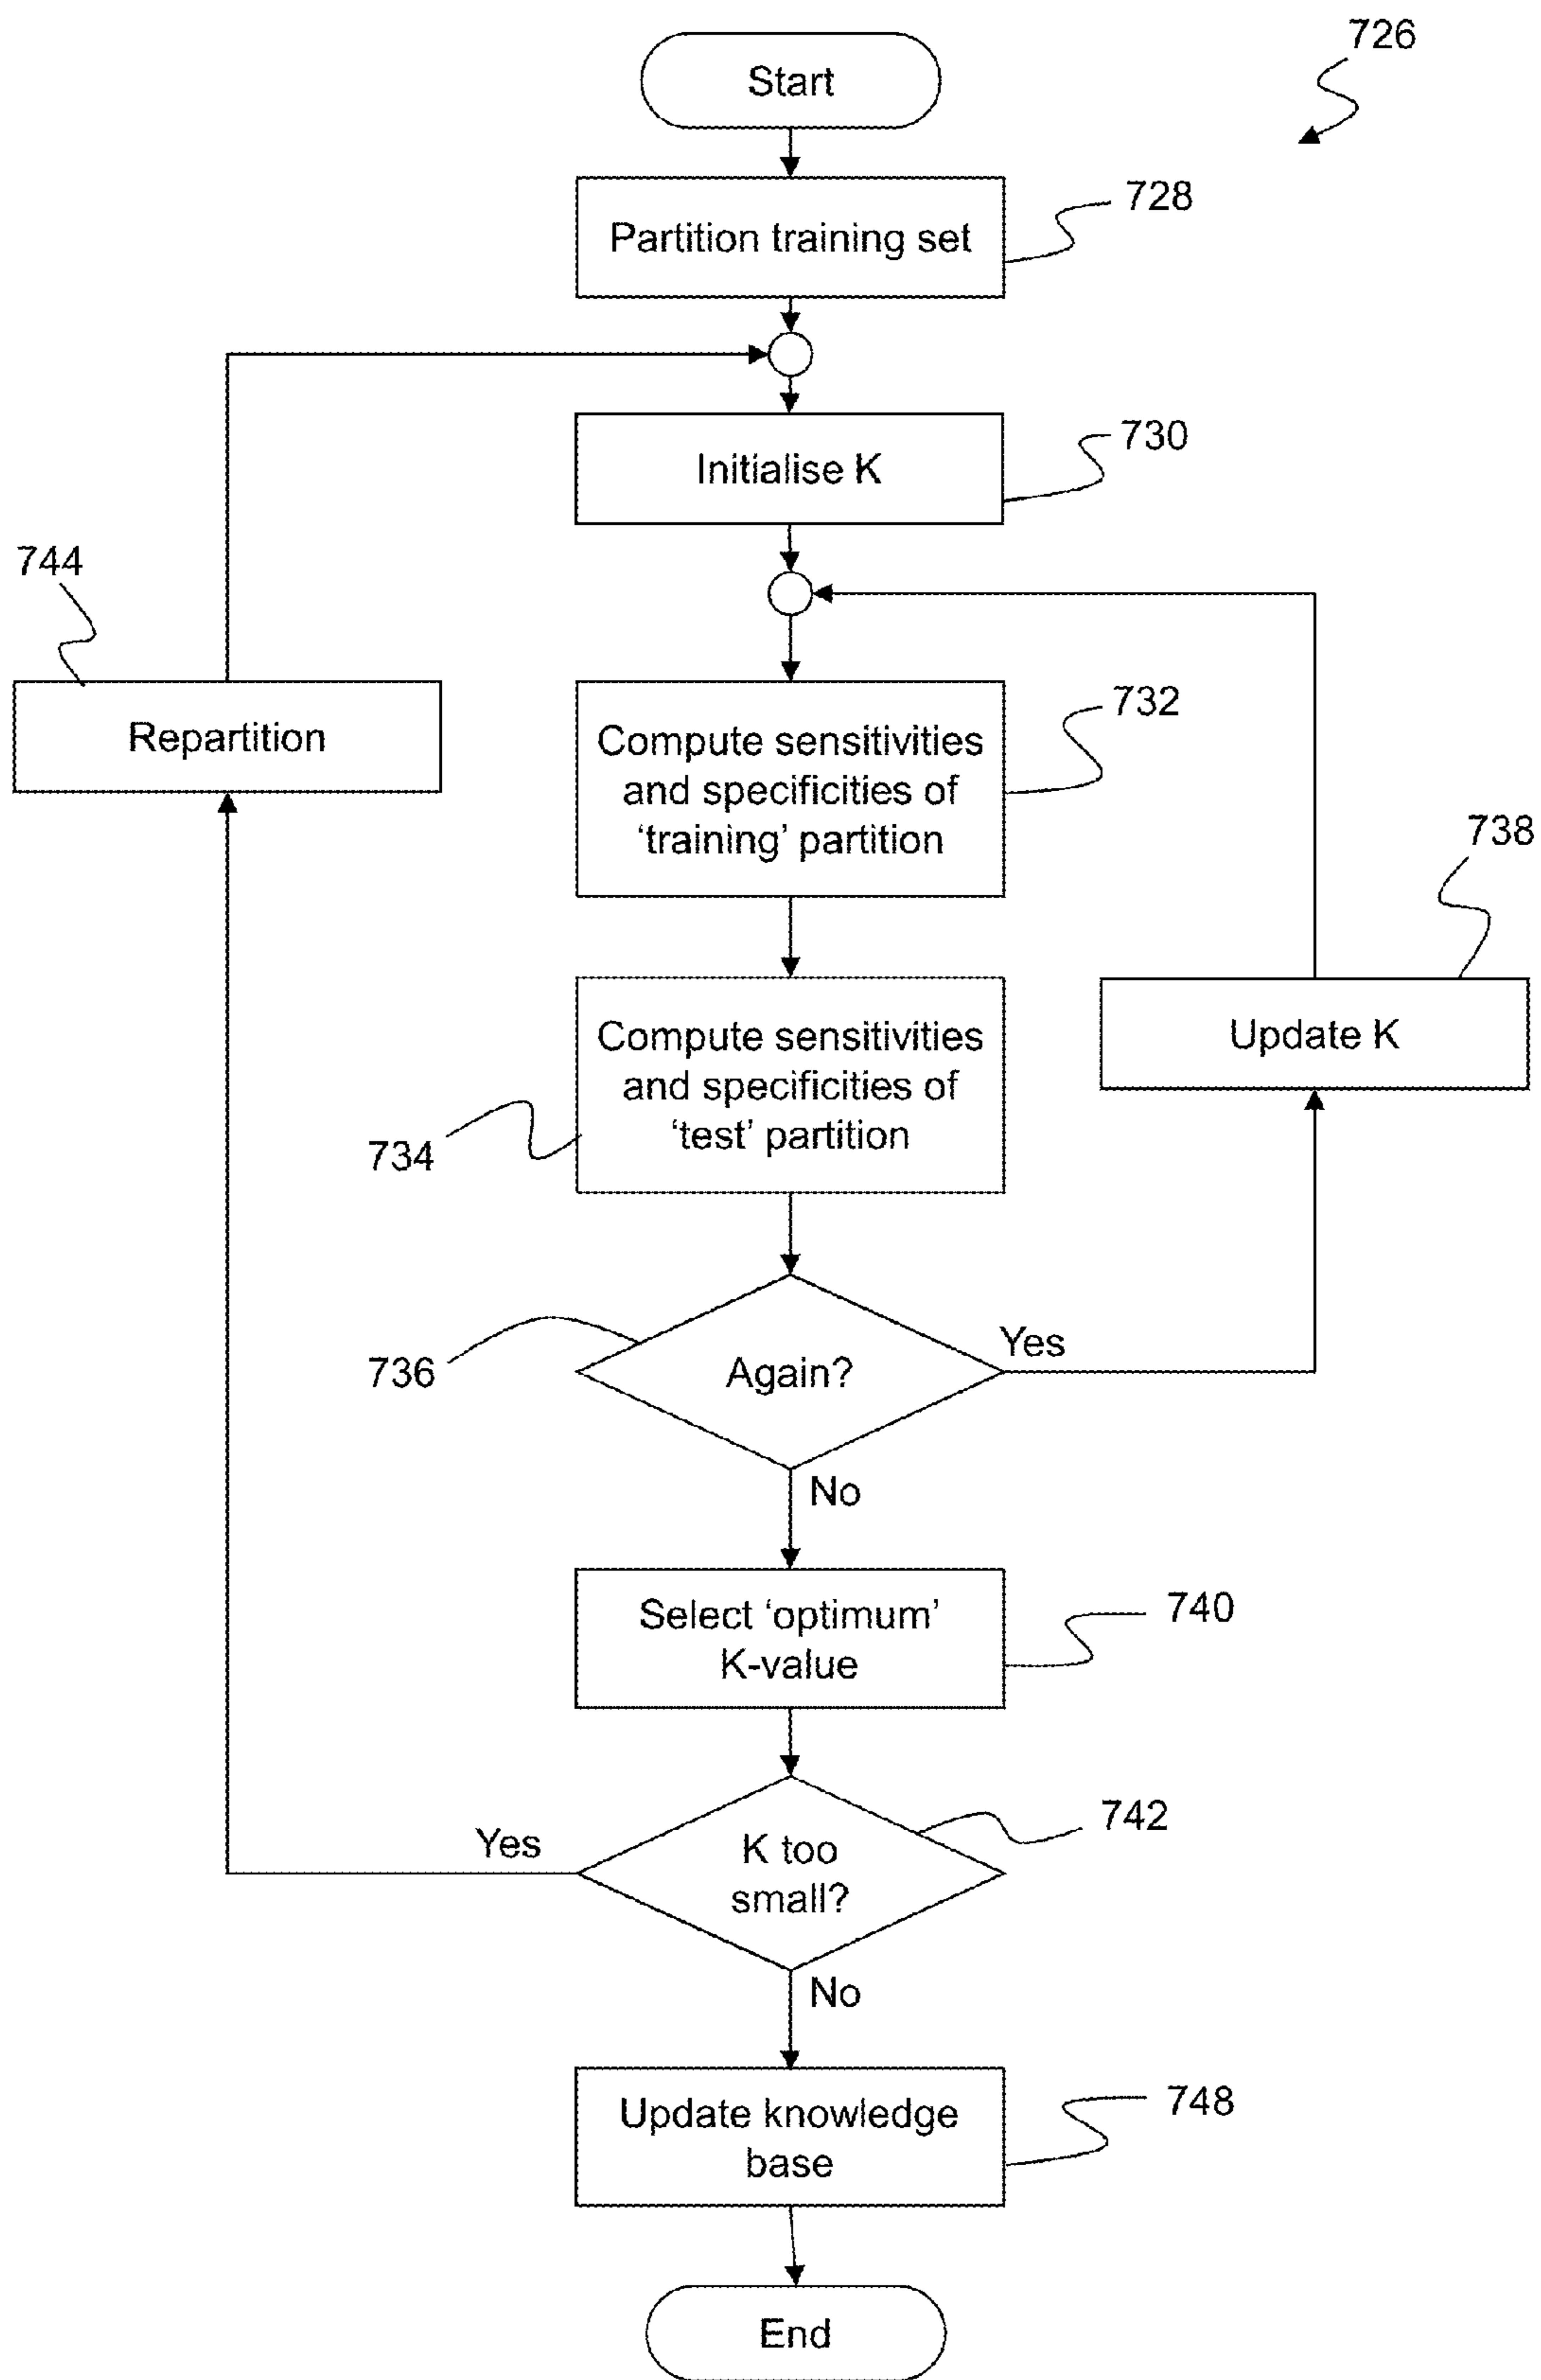 726
Start
728
Partition training set
730
Initialise K
744
Repartition
732
Compute sensitivities
and specificities of
‘training’ partition
738
Update K
Compute sensitivities
and specificities of
‘test’ partition
734
736
Again?
Yes
No
740
Select ‘optimum’
K-value
742
Yes
K too
small?
No
748
Update knowledge
base
End